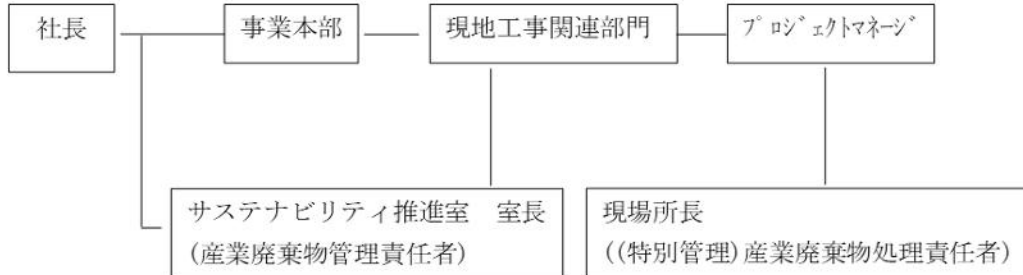 社長
事業本部
現地工事関連部門
プロジェクトマネージ
サステナビリティ推進室　室長
(産業廃棄物管理責任者)
現場所長
((特別管理)産業廃棄物処理責任者)